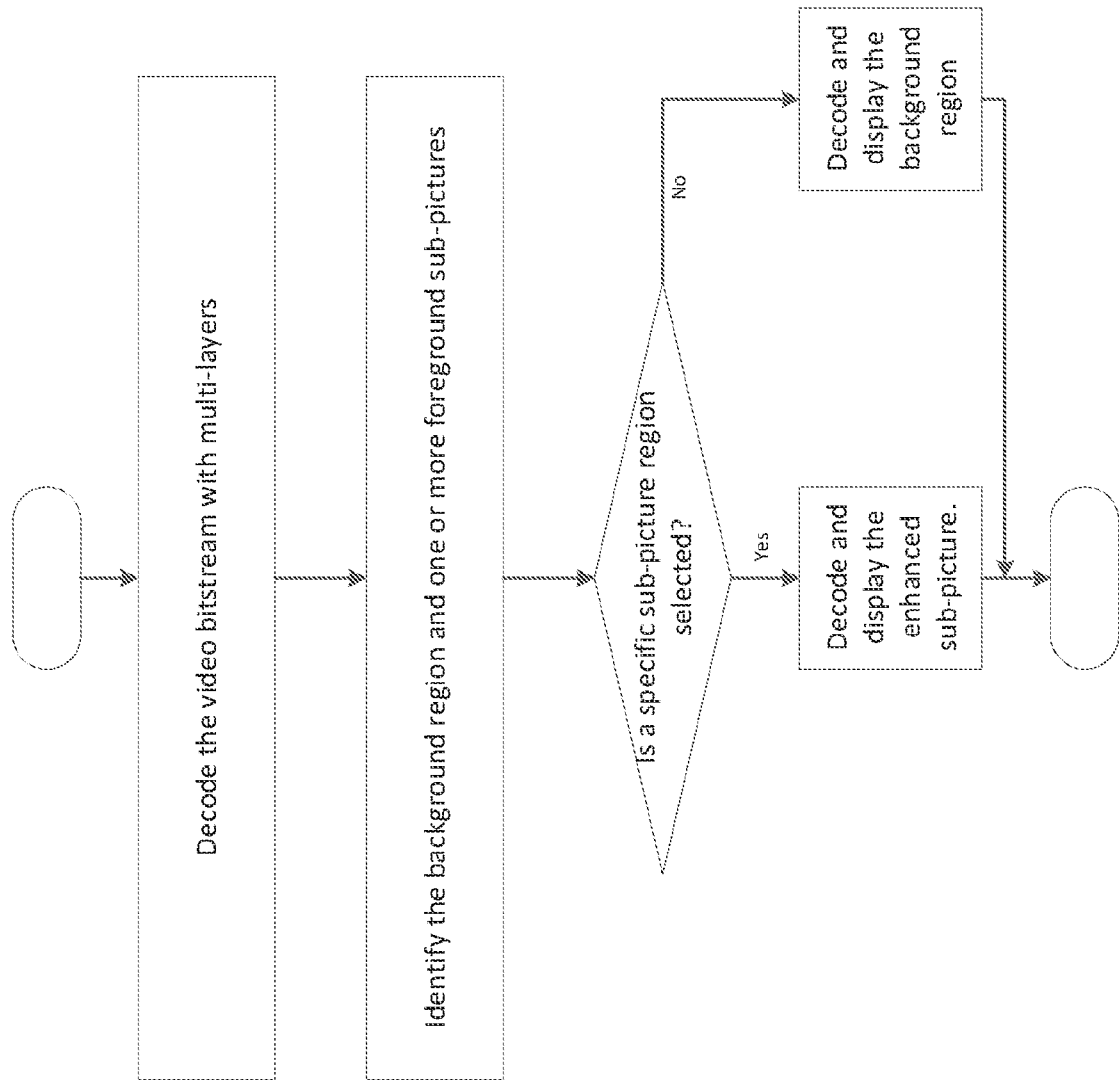 Decode the video bitstream with multi-layers
Identify the background region and one or more foreground sub-pictures
Is a specific sub-picture region
selected?
No
Yes
Decode and
display the
enhanced
sub-picture.
Decode and
display the
background
region